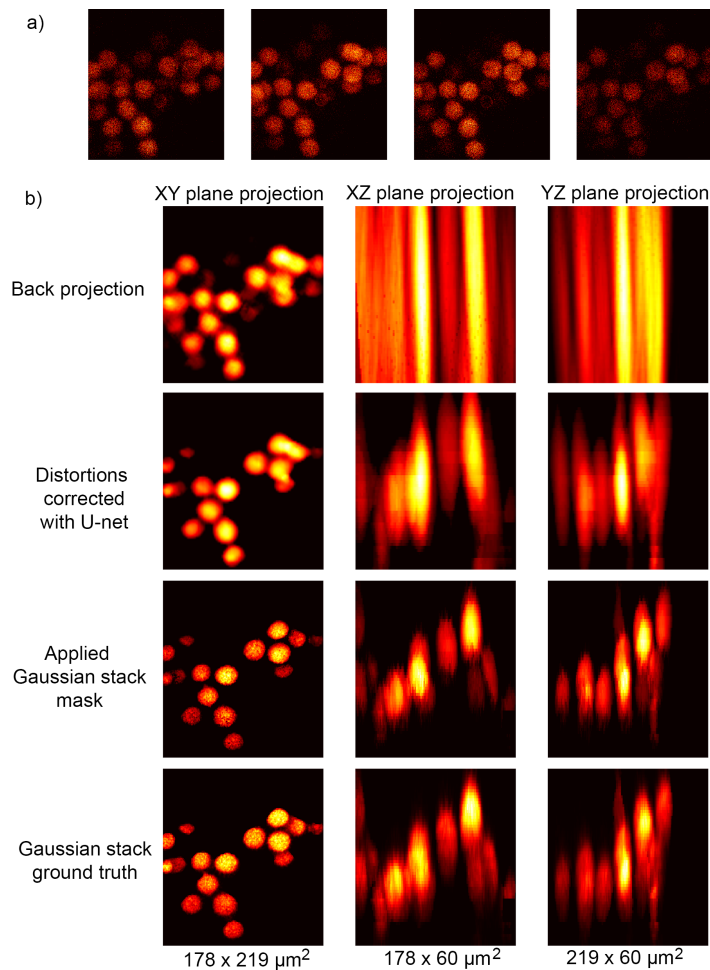 a)
b)
XY plane projection
XZ plane projection
YZ plane projection
Back projection
Distortions
corrected
with U-net
Applied
Gaussian stack
mask
Gaussian stack
ground truth
178 x 219 µm²
178 x 60 µm²
219 x 60 µm²